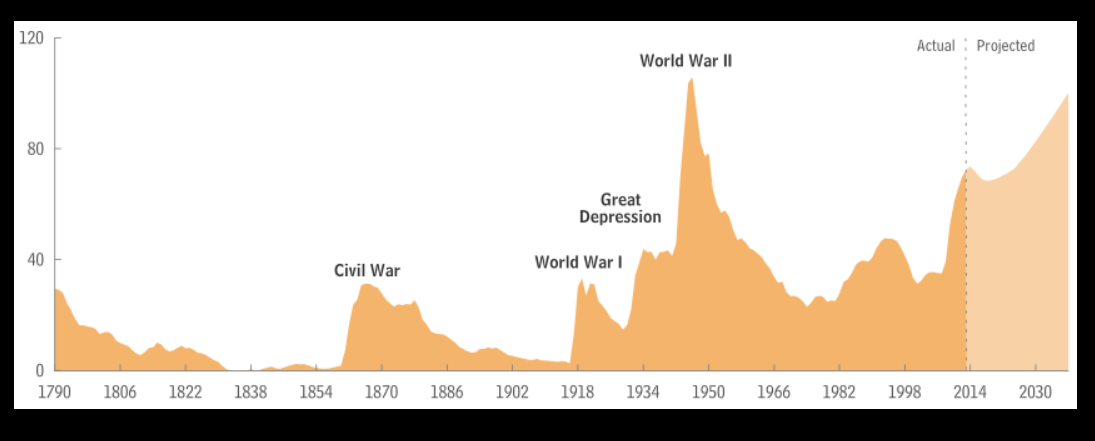 120
Actual Projected
World War II
80
Great
Depression
World War I
40
Civil War
0
1790 1806 1822 1838 1854 1870 1886 1902 1918 1934 1950 1966 1982 1998 2014 2030